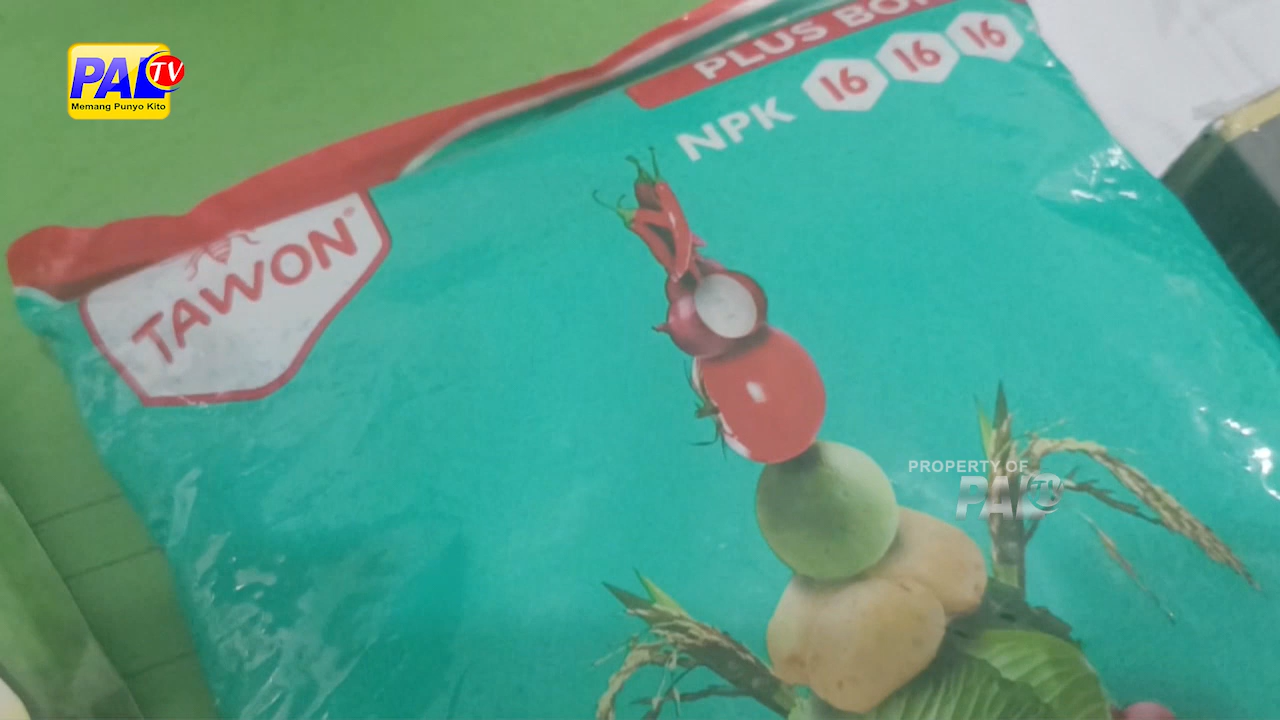 PAL TV
Memang Punyo Kito
PLUS
NPK 16 16 16
TAWON
PROPERTY OF
PAL TV